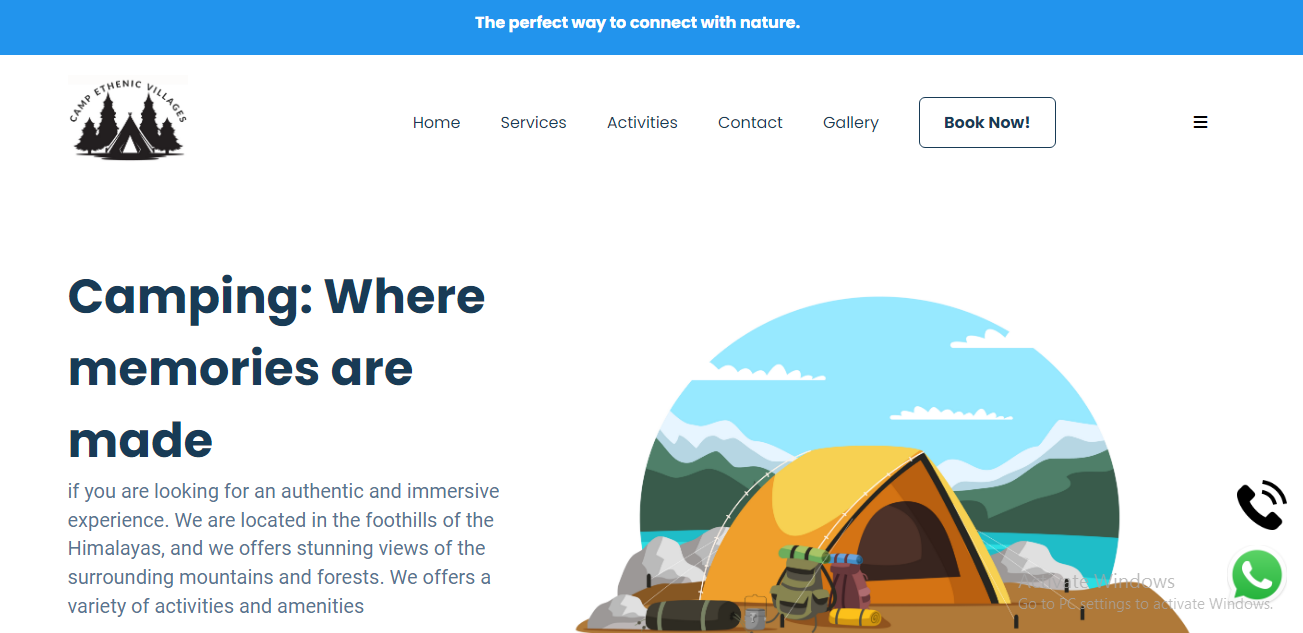 The perfect way to connect with nature.
CAMP ETHENIC VILLAGES
Home Services Activities Contact Gallery Book Now!
Camping: Where
memories are
made
if you are looking for an authentic and immersive
experience. We are located in the foothills of the
Himalayas, and we offers stunning views of the
surrounding mountains and forests. We offers a
variety of activities and amenities
Activate Windows
Go to PC settings to activate Windows.